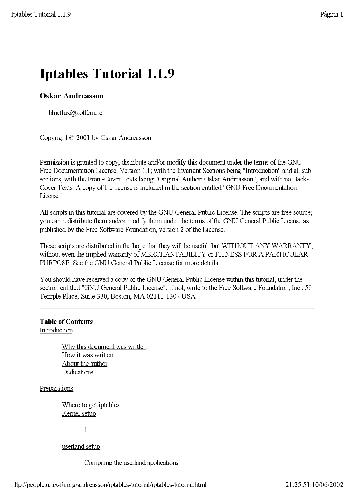 Iptables Tutorial 1.1.9 Página 1
Iptables Tutorial 1.1.9
Oskar Andreasson
Copyright © 2001 by Oskar Andreasson
Permission is granted to copy, distribute and/or modify this document under the terms of the GNU
Free Documentation License, Version 1.1; with the Invariant Sections being "Introduction" and all sub-
sections, with the Front-Cover Texts being "Original Author: Oskar Andreasson", and with no Back-
Cover Texts. A copy of the license is included in the section entitled "GNU Free Documentation
License".
All scripts in this tutorial are covered by the GNU General Public License. The scripts are free source;
you can redistribute them and/or modify them under the terms of the GNU General Public License as
published by the Free Software Foundation, version 2 of the License.
These scripts are distributed in the hope that they will be useful, but WITHOUT ANY WARRANTY;
without even the implied warranty of MERCHANTABILITY or FITNESS FOR A PARTICULAR
PURPOSE. See the GNU General Public License for more details.
You should have received a copy of the GNU General Public License within this tutorial, under the
section entitled "GNU General Public License"; if not, write to the Free Software Foundation, Inc., 59
Temple Place, Suite 330, Boston, MA 02111-1307 USA
Table of Contents
Introduction
Why this document was written
How it was written
About the author
Dedications
Preparations
Where to get iptables
Kernel setup
userland setup
Compiling the userland applications
21:25:51 10/06/2002